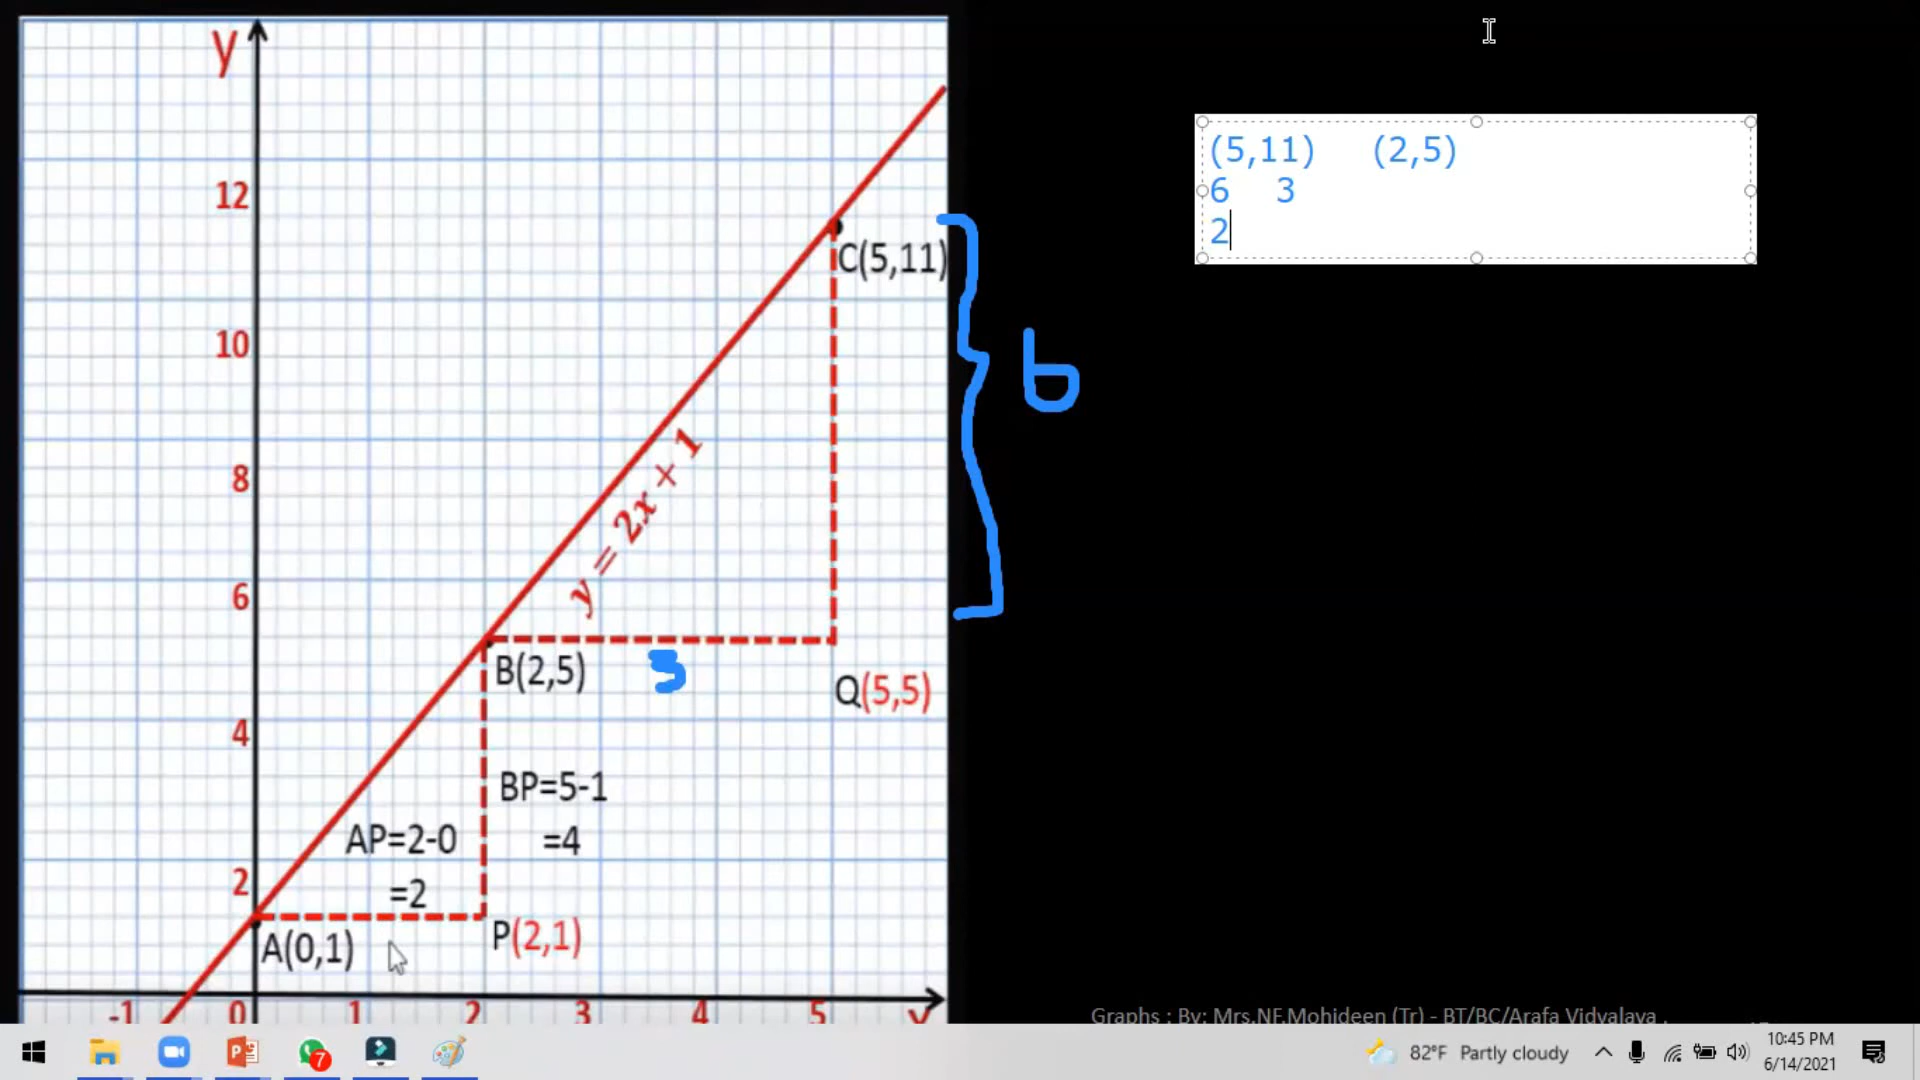 y
12
10
8
6
4
2
C(5,11)
6
y = 2x + 1
B(2,5)
3
Q(5,5)
BP=5-1
=4
AP=2-0
=2
A(0,1)
P(2,1)
-1 0 1 2 3 4 5
(5,11) (2,5)
6 3
2
Graphs : By: Mrs.NF.Mohideen (Tr) - BT/BC/Arafa Vidyalaya .
7
82°F Partly cloudy
10:45 PM
6/14/2021